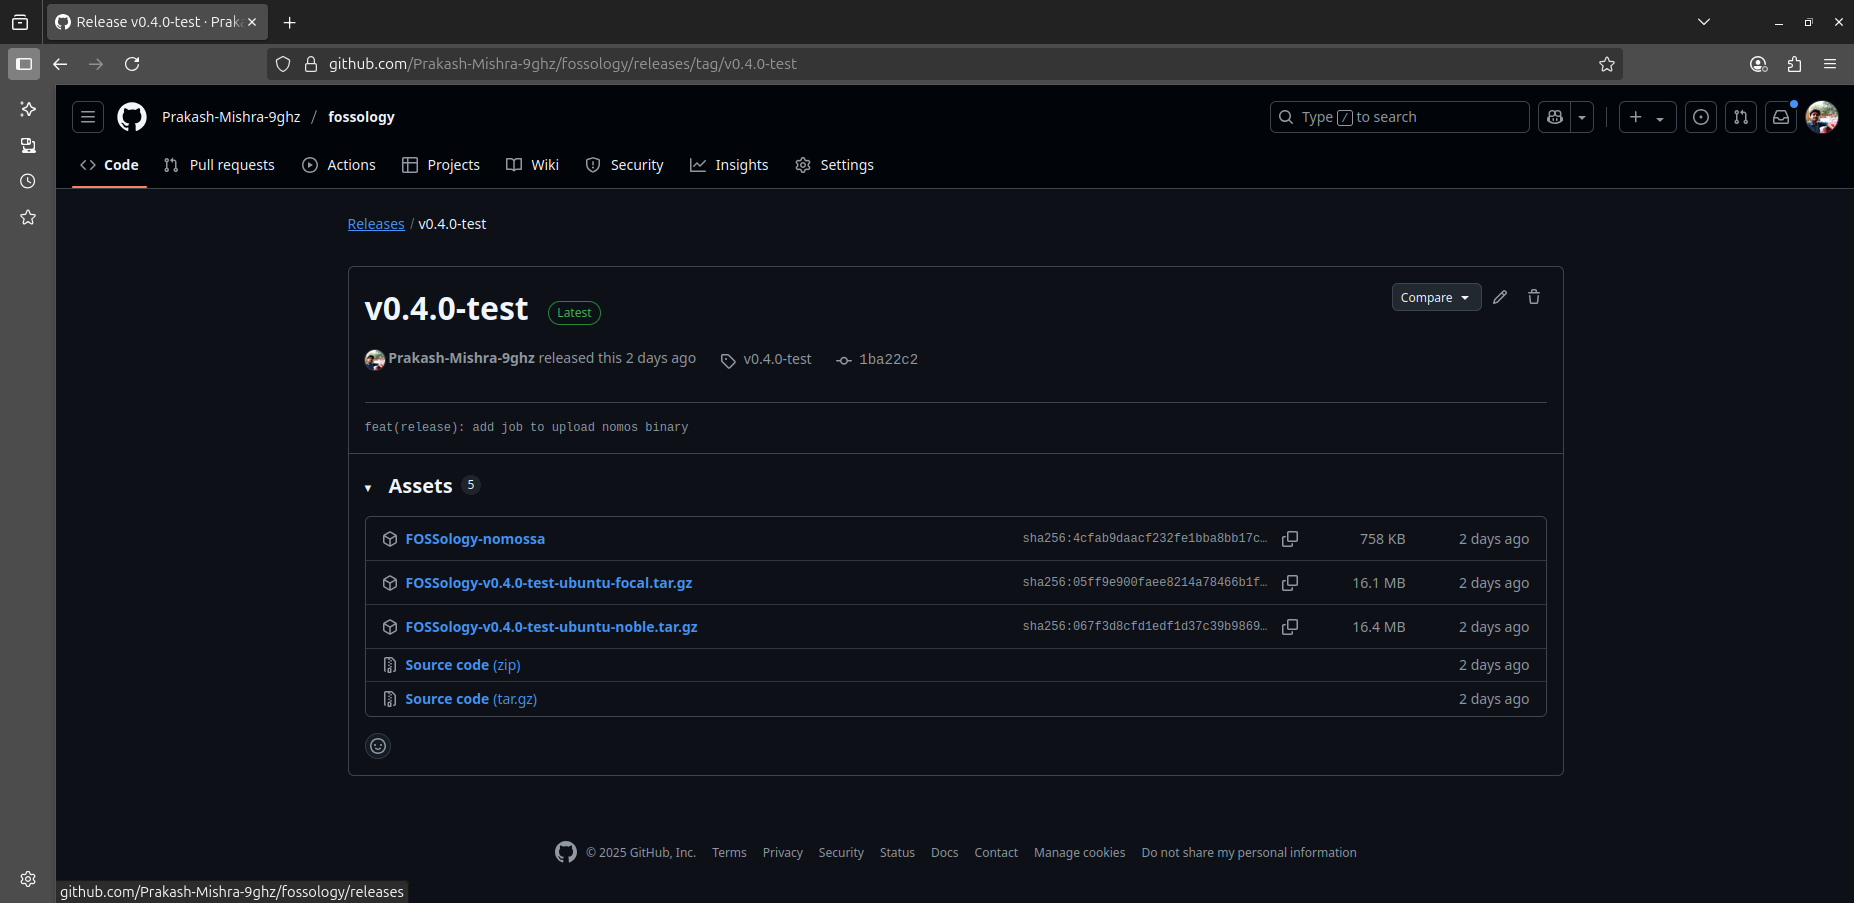 Release v0.4.0-test · Prak
github.com/Prakash-Mishra-9ghz/fossology/releases/tag/v0.4.0-test
Prakash-Mishra-9ghz / fossology
Type / to search
Code Pull requests Actions Projects Wiki Security Insights Settings
Releases / v0.4.0-test
v0.4.0-test Latest
Compare
Prakash-Mishra-9ghz released this 2 days ago v0.4.0-test 1ba22c2
feat(release): add job to upload nomos binary
Assets 5
FOSSology-nomossa sha256:4cfab9daacf232fe1bba8bb17c… 758 KB 2 days ago
FOSSology-v0.4.0-test-ubuntu-focal.tar.gz sha256:05ff9e900faee8214a78466b1f… 16.1 MB 2 days ago
FOSSology-v0.4.0-test-ubuntu-noble.tar.gz sha256:067f3d8cfd1edf1d37c39b9869… 16.4 MB 2 days ago
Source code (zip) 2 days ago
Source code (tar.gz) 2 days ago
© 2025 GitHub, Inc. Terms Privacy Security Status Docs Contact Manage cookies Do not share my personal information
github.com/Prakash-Mishra-9ghz/fossology/releases